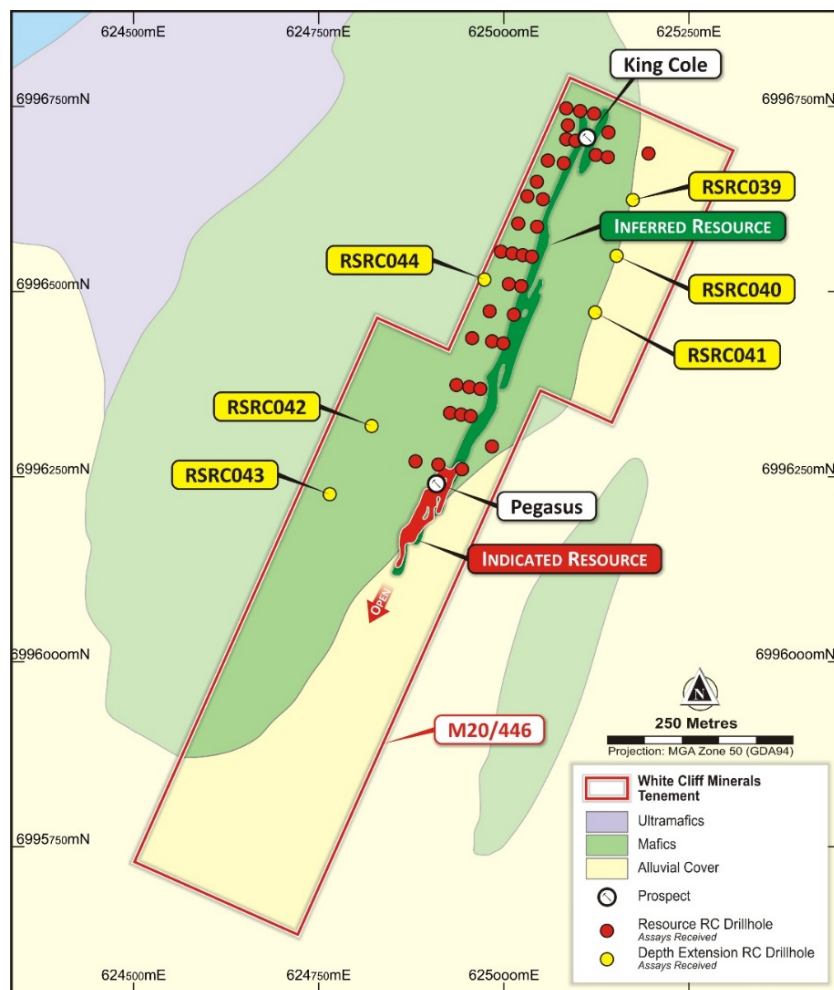 624500mE
624750mE
625000mE
625250mE
King Cole
6996750mN
6996750mN
RSRC039
INFERRED RESOURCE
RSRC044
RSRC040
6996500mN
6996500mN
RSRC041
RSRC042
RSRC043
6996250mN
6996250mN
Pegasus
INDICATED RESOURCE
OPEN
6996000mN
6996000mN
N
M20/446
250 Metres
Projection: MGA Zone 50 (GDA94)
White Cliff Minerals
Tenement
Ultramafics
Mafics
Alluvial Cover
Prospect
Resource RC Drillhole
Assays Received
Depth Extension RC Drillhole
Assays Received
6995750mN
624500mE
624750mE
625000mE
625250mE